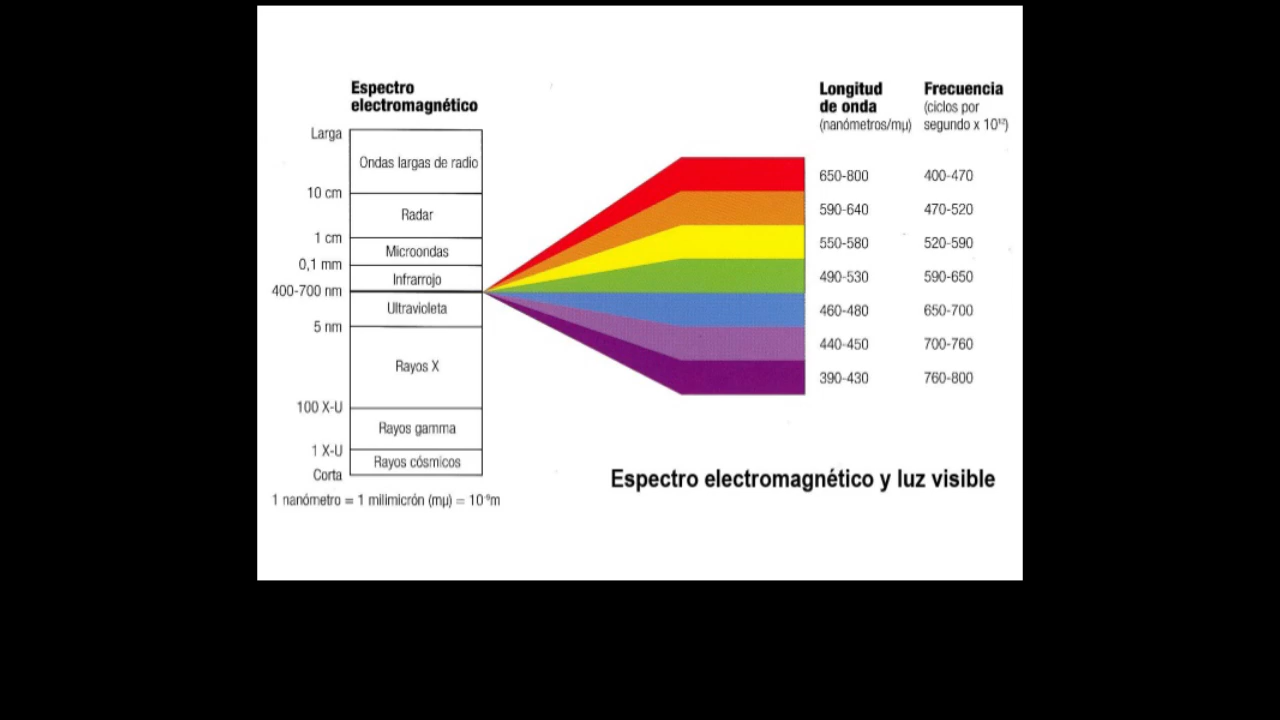 Espectro
electromagnético
Larga
Ondas largas de radio
10 cm
Radar
1 cm
Microondas
0,1 mm
Infrarrojo
400-700 nm
Ultravioleta
5 nm
Rayos X
100 X-U
Rayos gamma
1 X-U
Rayos cósmicos
Corta
1 nanómetro = 1 milimicrón (mµ) = 10⁻⁹m
Longitud
de onda
(nanómetros/mµ)
Frecuencia
(ciclos por
segundo x 10¹²)
650-800 400-470
590-640 470-520
550-580 520-590
490-530 590-650
460-480 650-700
440-450 700-760
390-430 760-800
Espectro electromagnético y luz visible